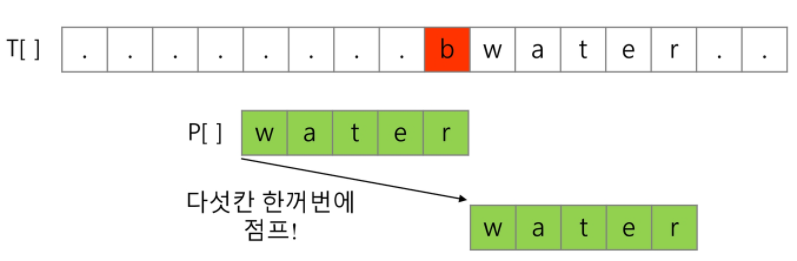 T[ ] . . . . . . . . b w a t e r . .
P[ ] w a t e r
다섯칸 한꺼번에
점프!
w a t e r